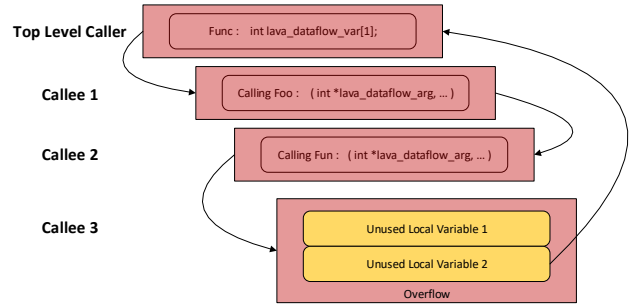 Top Level Caller
Func :   int lava_dataflow_var[1];
Callee 1
Calling Foo :   ( int *lava_dataflow_arg, … )
Callee 2
Calling Fun :   ( int *lava_dataflow_arg, … )
Callee 3
Unused Local Variable 1
Unused Local Variable 2
Overflow